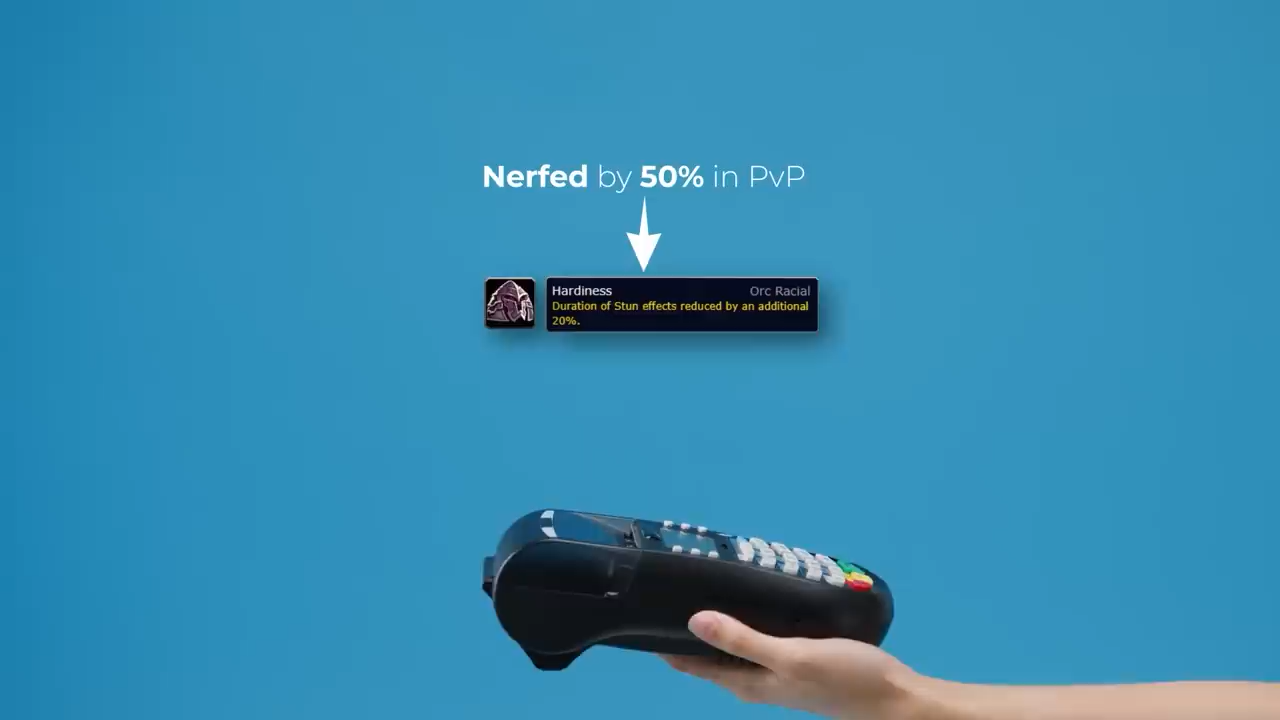 Nerfed by 50% in PvP
Hardiness Orc Racial
Duration of Stun effects reduced by an additional
20%.